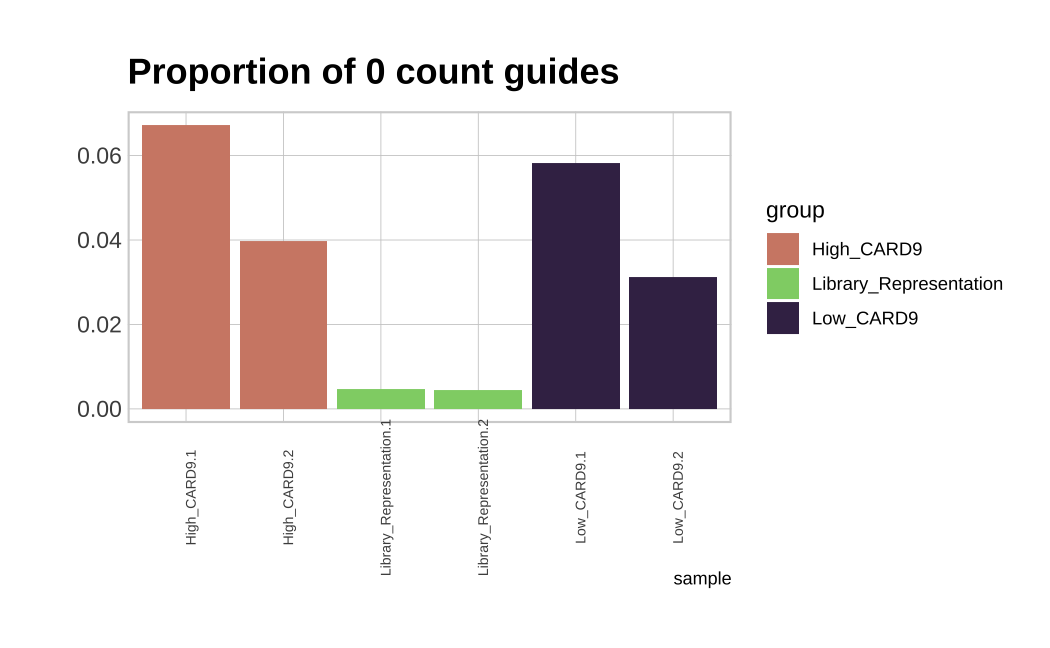 Proportion of 0 count guides
0.06
0.04
0.02
0.00
High_CARD9.1
High_CARD9.2
Library_Representation.1
Library_Representation.2
Low_CARD9.1
Low_CARD9.2
sample
group
High_CARD9
Library_Representation
Low_CARD9